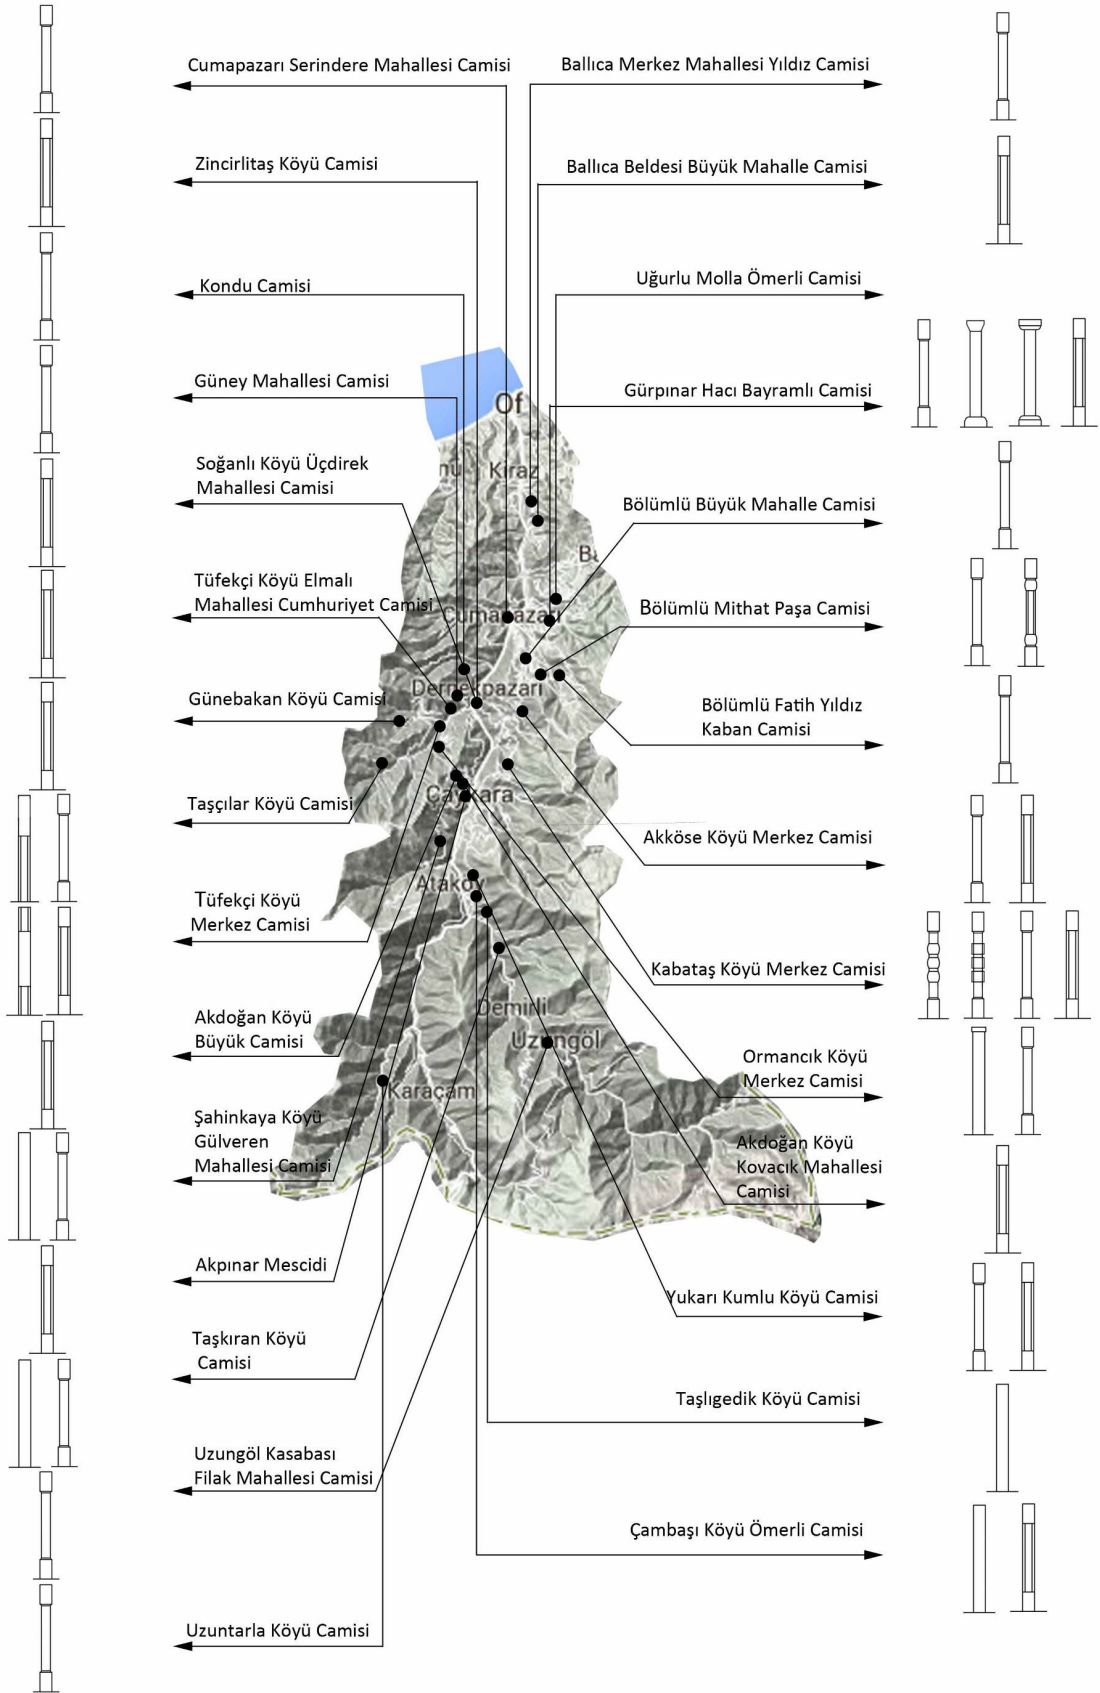 Cumapazarı Serindere Mahallesi Camisi
Zincirlitaş Köyü Camisi
Kondu Camisi
Güney Mahallesi Camisi
Soğanlı Köyü Üçdirek
Mahallesi Camisi
Tüfekçi Köyü Elmalı
Mahallesi Cumhuriyet Camisi
Günebakan Köyü Camisi
Taşçılar Köyü Camisi
Tüfekçi Köyü
Merkez Camisi
Akdoğan Köyü
Büyük Camisi
Şahinkaya Köyü
Gülveren
Mahallesi Camisi
Akpınar Mescidi
Taşkıran Köyü
Camisi
Uzungöl Kasabası
Filak Mahallesi Camisi
Uzuntarla Köyü Camisi
Of
Kiraz
Cumapazarı
Dernekpazarı
Çaykara
Ataköy
Demirli
Uzungöl
Karaçam
Ballıca Merkez Mahallesi Yıldız Camisi
Ballıca Beldesi Büyük Mahalle Camisi
Uğurlu Molla Ömerli Camisi
Gürpınar Hacı Bayramlı Camisi
Bölümlü Büyük Mahalle Camisi
Bölümlü Mithat Paşa Camisi
Bölümlü Fatih Yıldız
Kaban Camisi
Akköse Köyü Merkez Camisi
Kabataş Köyü Merkez Camisi
Ormancık Köyü
Merkez Camisi
Akdoğan Köyü
Kovacık Mahallesi
Camisi
Yukarı Kumlu Köyü Camisi
Taşlıgedik Köyü Camisi
Çambaşı Köyü Ömerli Camisi